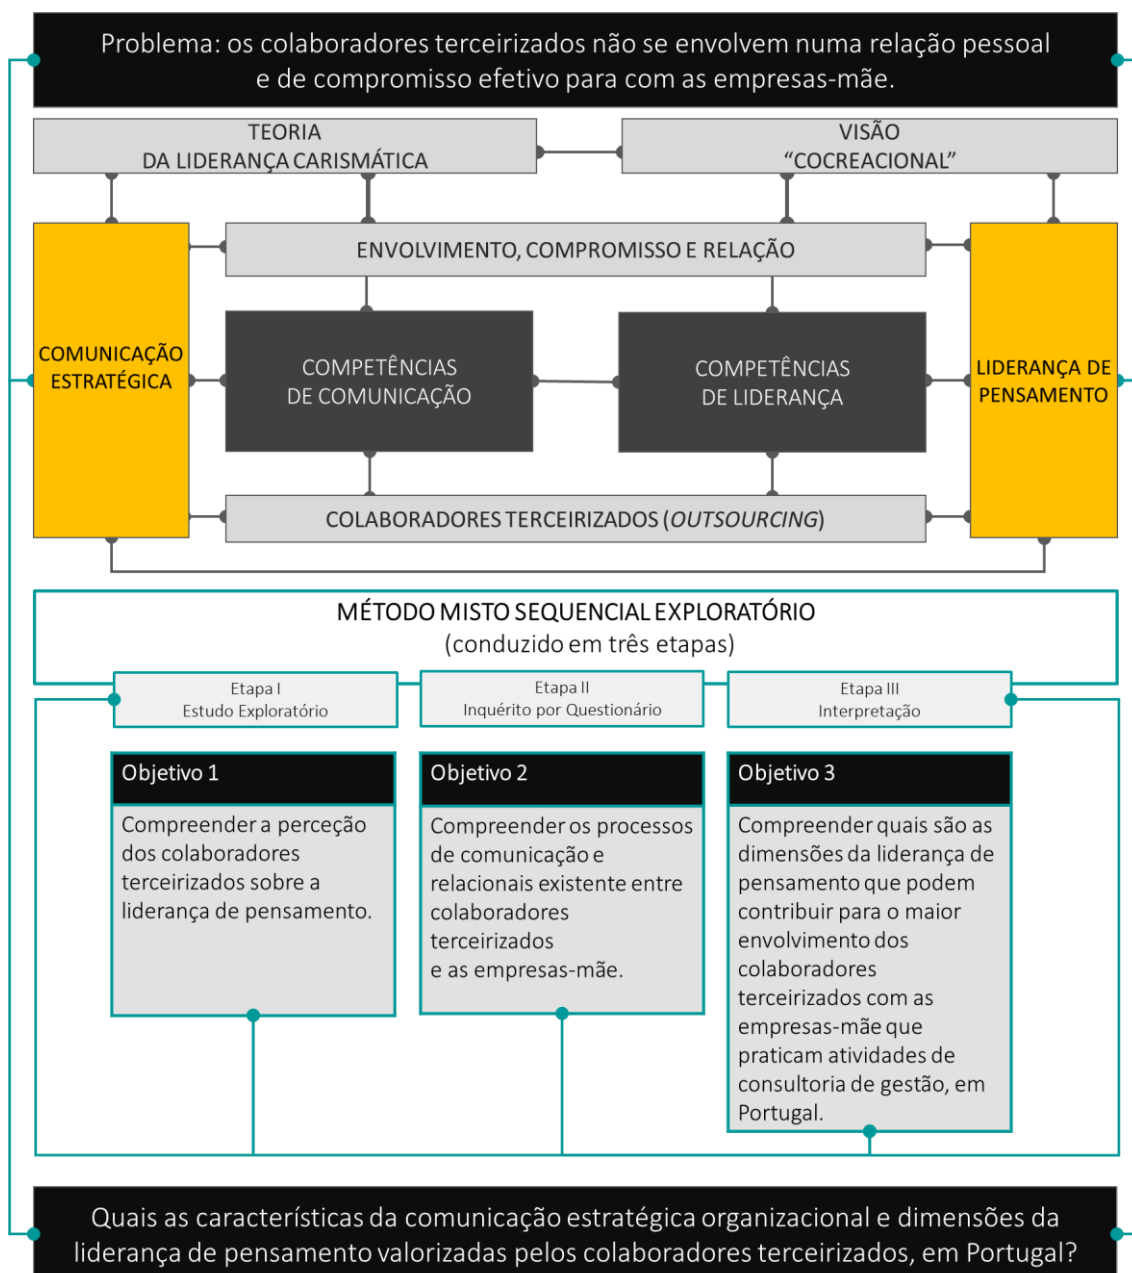 Problema: os colaboradores terceirizados não se envolvem numa relação pessoal
e de compromisso efetivo para com as empresas-mãe.
TEORIA
DA LIDERANÇA CARISMÁTICA
VISÃO
“COCREACIONAL”
ENVOLVIMENTO, COMPROMISSO E RELAÇÃO
COMUNICAÇÃO
ESTRATÉGICA
COMPETÊNCIAS
DE COMUNICAÇÃO
COMPETÊNCIAS
DE LIDERANÇA
LIDERANÇA DE
PENSAMENTO
COLABORADORES TERCEIRIZADOS (OUTSOURCING)
MÉTODO MISTO SEQUENCIAL EXPLORATÓRIO
(conduzido em três etapas)
Etapa I
Estudo Exploratório
Etapa II
Inquérito por Questionário
Etapa III
Interpretação
Objetivo 1
Compreender a perceção
dos colaboradores
terceirizados sobre a
liderança de pensamento.
Objetivo 2
Compreender os processos
de comunicação e
relacionais existente entre
colaboradores
terceirizados
e as empresas-mãe.
Objetivo 3
Compreender quais são as
dimensões da liderança de
pensamento que podem
contribuir para o maior
envolvimento dos
colaboradores
terceirizados com as
empresas-mãe que
praticam atividades de
consultoria de gestão, em
Portugal.
Quais as características da comunicação estratégica organizacional e dimensões da
liderança de pensamento valorizadas pelos colaboradores terceirizados, em Portugal?